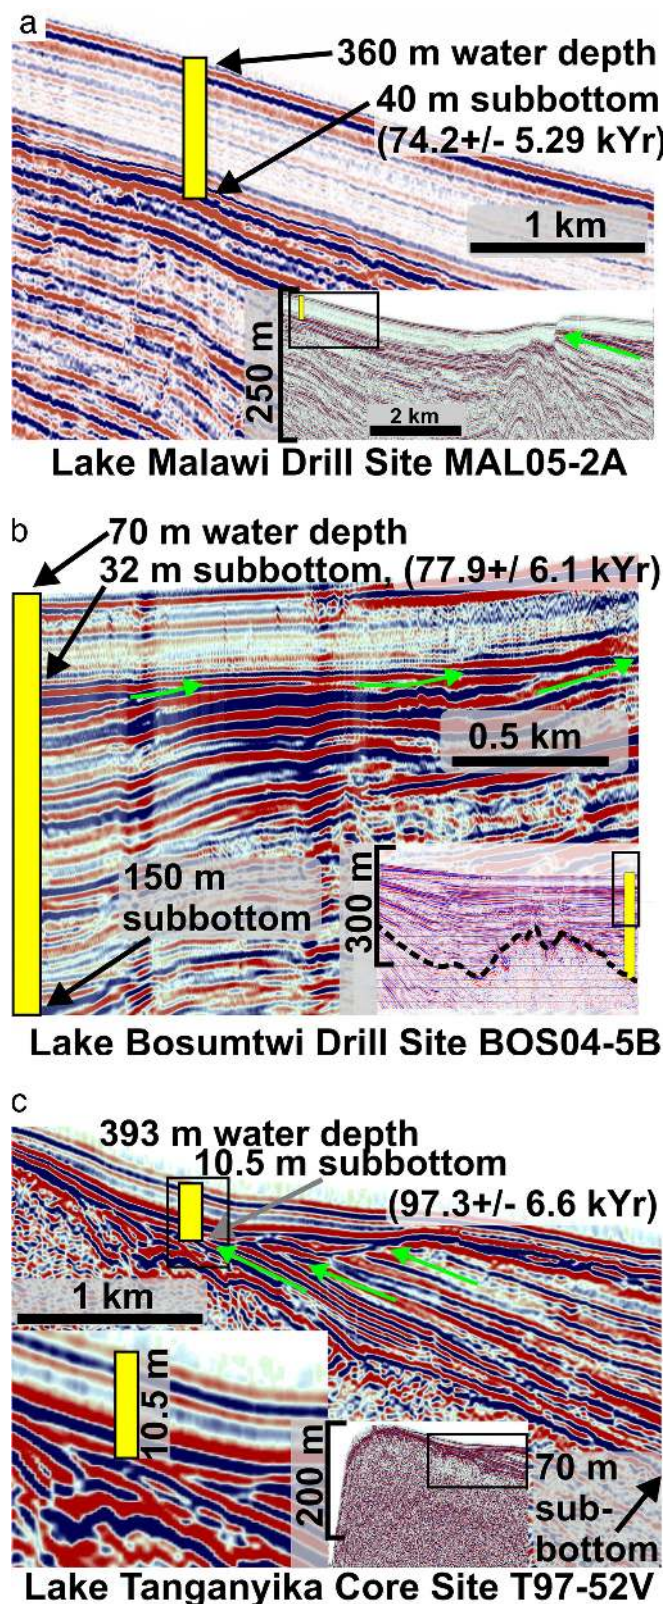 a
360 m water depth
40 m subbottom
(74.2+/- 5.29 kYr)
1 km
250 m
2 km
Lake Malawi Drill Site MAL05-2A
b
70 m water depth
32 m subbottom, (77.9+/ 6.1 kYr)
0.5 km
150 m
subbottom
300 m
Lake Bosumtwi Drill Site BOS04-5B
c
393 m water depth
10.5 m subbottom
(97.3+/- 6.6 kYr)
1 km
10.5 m
200 m
70 m
sub-
bottom
Lake Tanganyika Core Site T97-52V